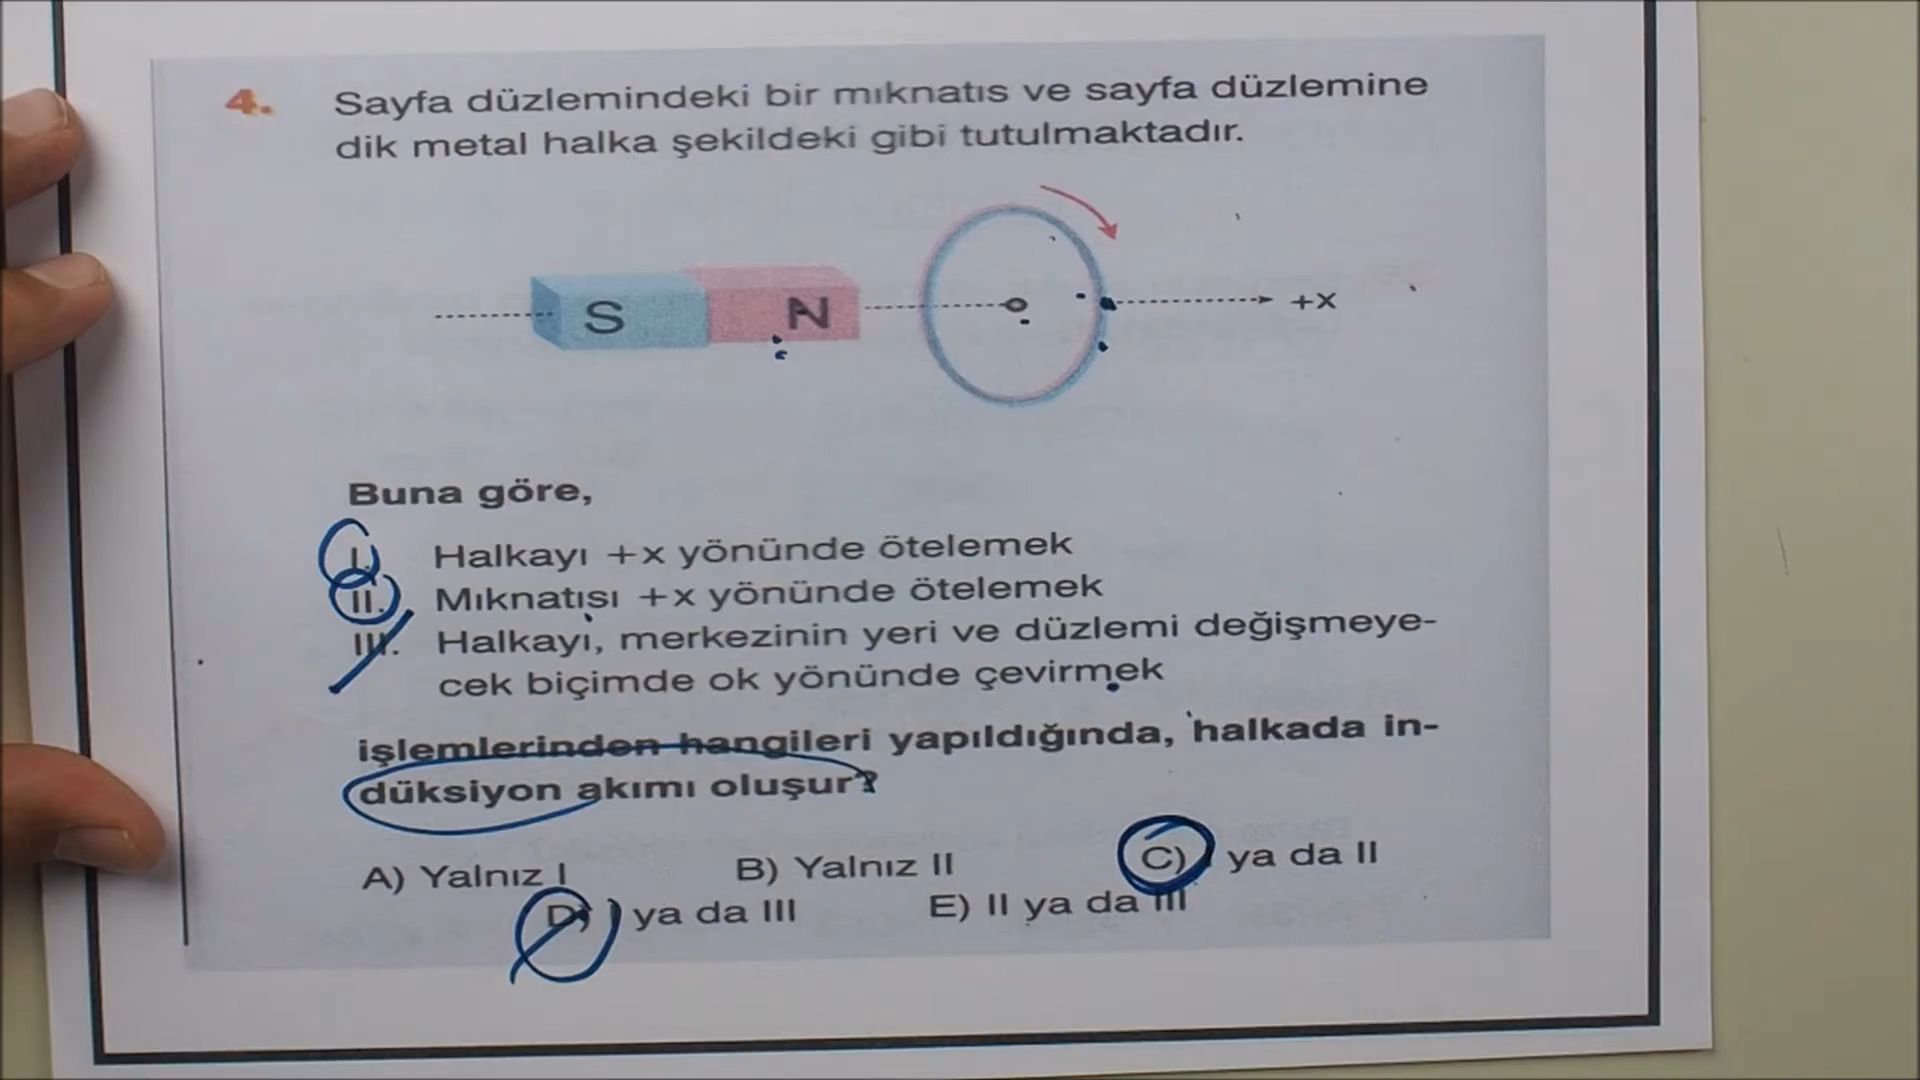 4. Sayfa düzlemindeki bir mıknatıs ve sayfa düzlemine
dik metal halka şekildeki gibi tutulmaktadır.
S N +x
Buna göre,
I. Halkayı +x yönünde ötelemek
II. Mıknatısı +x yönünde ötelemek
III. Halkayı, merkezinin yeri ve düzlemi değişmeye-
cek biçimde ok yönünde çevirmek
işlemlerinden hangileri yapıldığında, halkada in-
düksiyon akımı oluşur?
A) Yalnız I B) Yalnız II C) I ya da II
D) I ya da III E) II ya da III